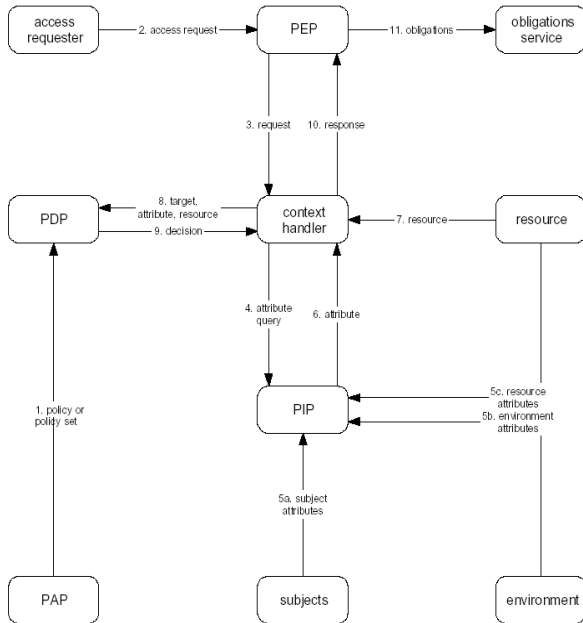 access
requester
2. access request
PEP
11. obligations
obligations
service
3. request
10. response
PDP
8. target,
attribute, resource
9. decision
context
handler
7. resource
resource
4. attribute
query
6. attribute
1. policy or
policy set
PIP
5c. resource
attributes
5b. environment
attributes
5a. subject
attributes
PAP
subjects
environment